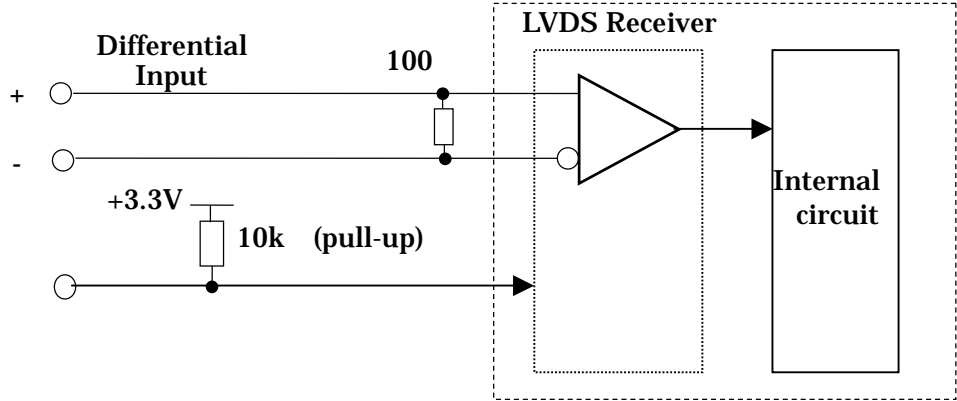 LVDS Receiver
Differential
Input
100
+
-
+3.3V
10k (pull-up)
Internal
circuit